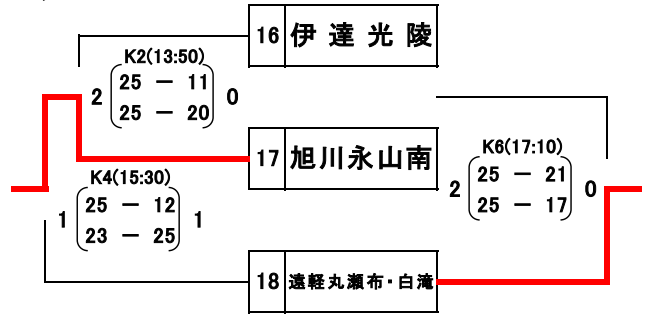 16 伊達光陵
K2(13:50)
2 25 － 11 0
25 － 20
17 旭川永山南
K6(17:10)
2 25 － 21 0
25 － 17
K4(15:30)
1 25 － 12 1
23 － 25
18 遠軽丸瀬布・白滝